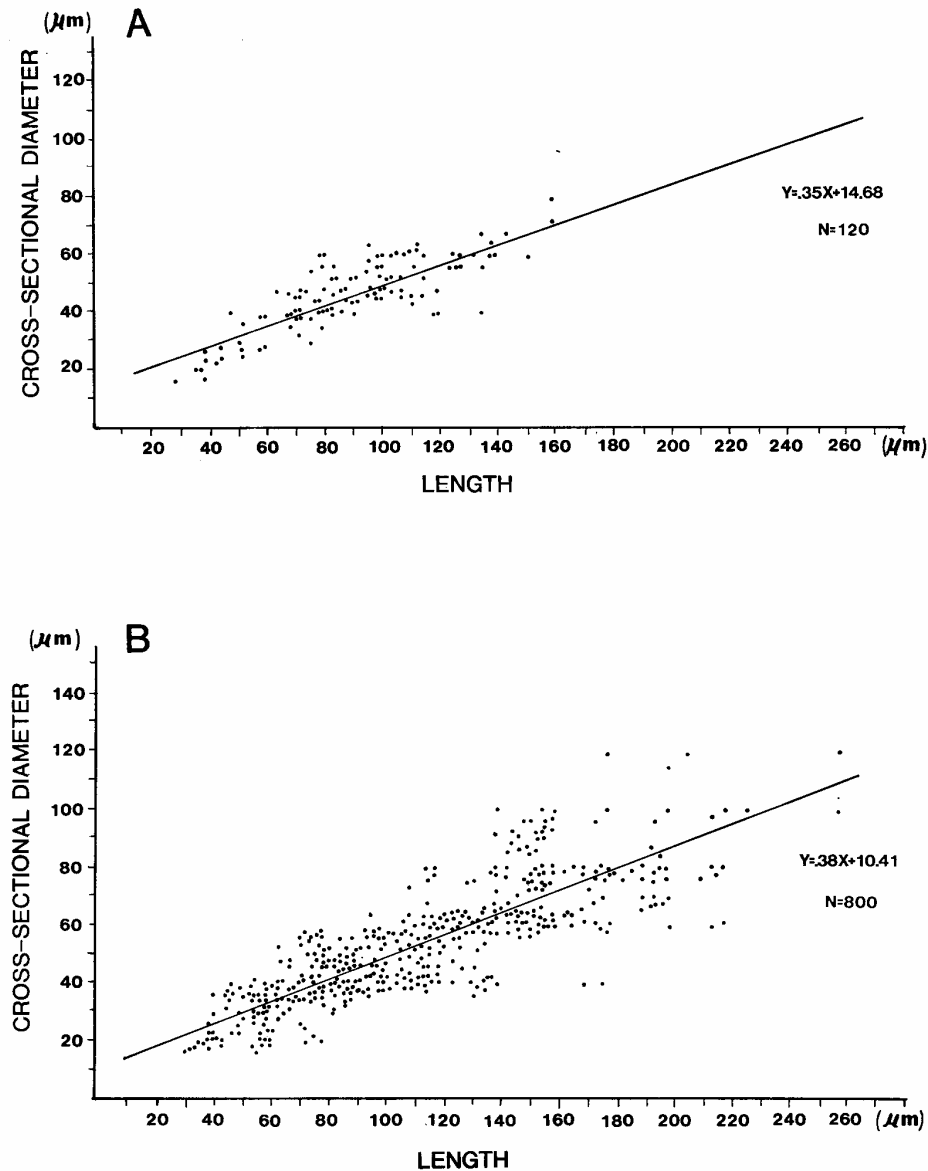 (μm)
A
CROSS-SECTIONAL DIAMETER
120
100
80
60
40
20
Y=.35X+14.68
N=120
20 40 60 80 100 120 140 160 180 200 220 240 260 (μm)
LENGTH
(μm)
B
CROSS-SECTIONAL DIAMETER
140
120
100
80
60
40
20
Y=.38X+10.41
N=800
20 40 60 80 100 120 140 160 180 200 220 240 260 (μm)
LENGTH